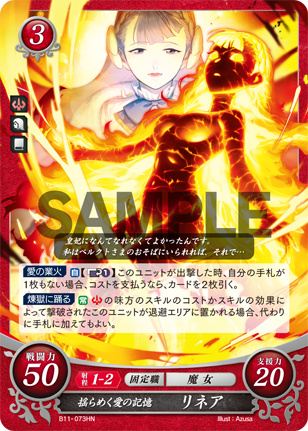 3
SAMPLE
皇妃になんてなれなくてよかったんです。
私はベルクトさまのおそばにいられれば、それで…
愛の業火 自 [1] このユニットが出撃した時、自分の手札が
1枚もない場合、コストを支払うなら、カードを2枚引く。
煉獄に踊る 常 の味方のスキルのコストかスキルの効果に
よって撃破されたこのユニットが退避エリアに置かれる場合、代わり
に手札に加えてもよい。
戦闘力
50
射程 1-2 固定職 魔女
支援力
20
揺らめく愛の記憶 リネア
B11-073HN
Illust : Azusa